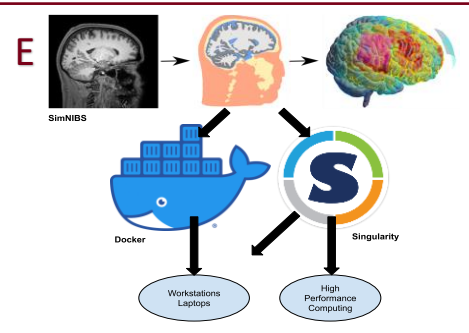 E
SimNIBS
S
Docker
Singularity
Workstations
Laptops
High
Performance
Computing